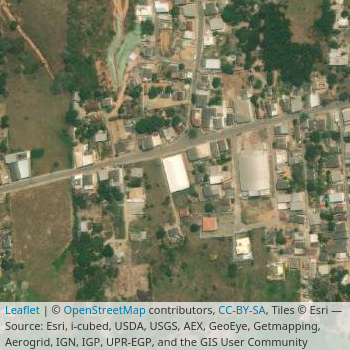 Leaflet | © OpenStreetMap contributors, CC-BY-SA, Tiles © Esri —
Source: Esri, i-cubed, USDA, USGS, AEX, GeoEye, Getmapping,
Aerogrid, IGN, IGP, UPR-EGP, and the GIS User Community